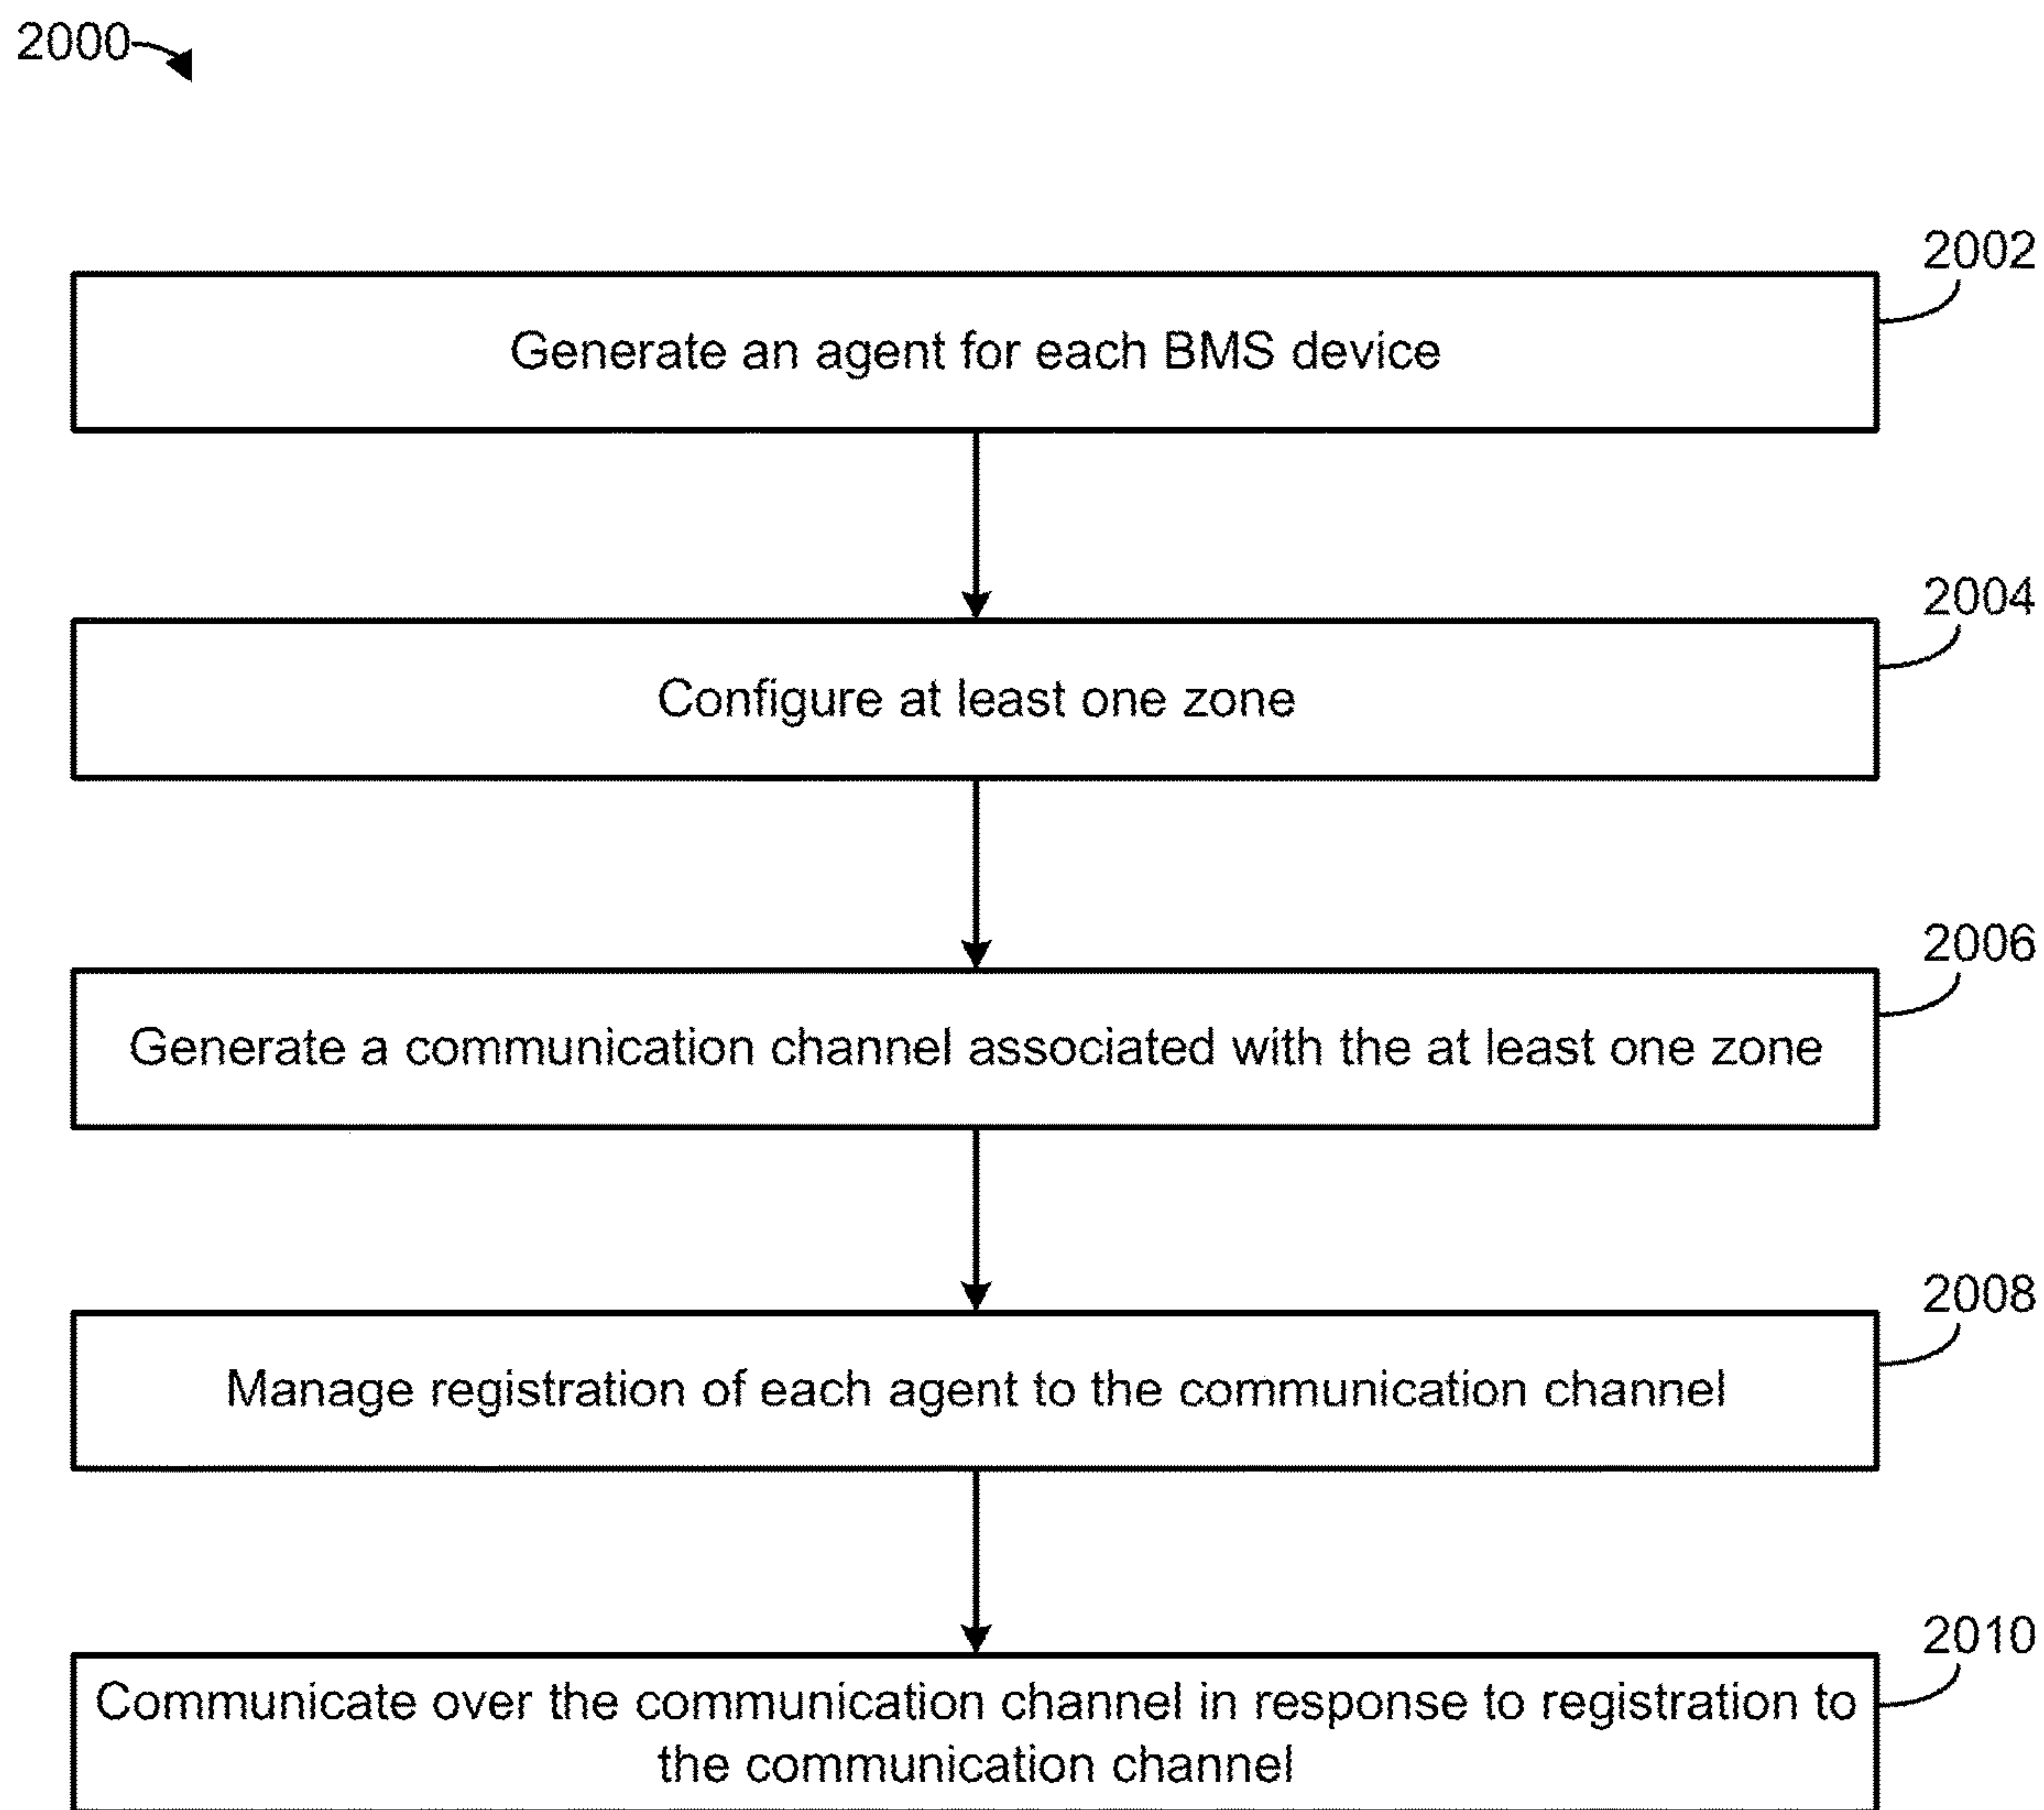 2000
2002
Generate an agent for each BMS device
2004
Configure at least one zone
2006
Generate a communication channel associated with the at least one zone
2008
Manage registration of each agent to the communication channel
2010
Communicate over the communication channel in response to registration to
the communication channel